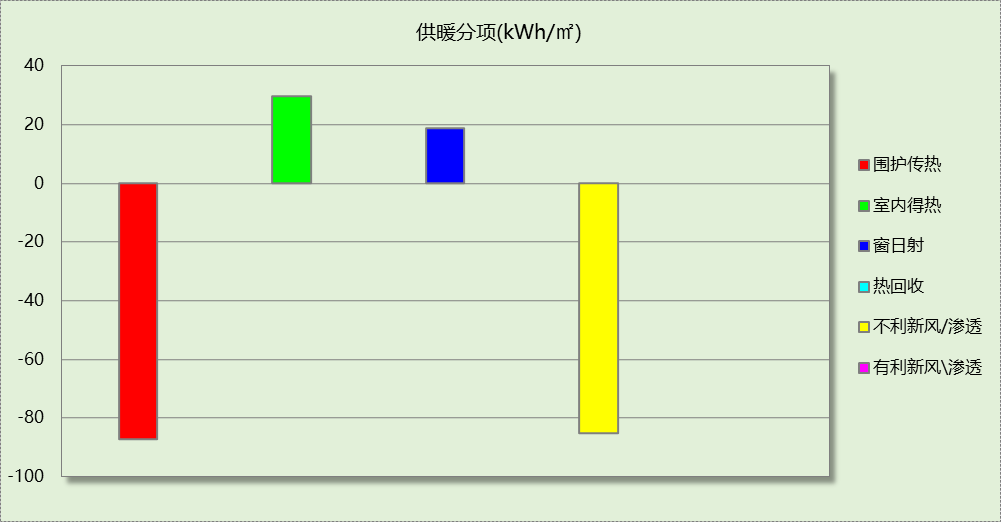 供暖分项(kWh/㎡)
40
20
0
-20
-40
-60
-80
-100
围护传热
室内得热
窗日射
热回收
不利新风/渗透
有利新风\渗透